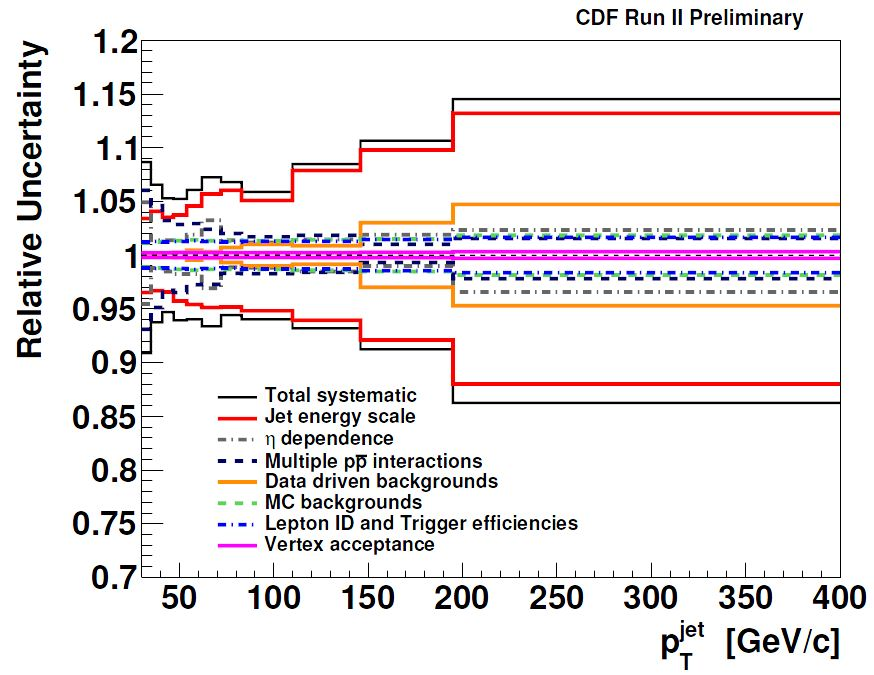 CDF Run II Preliminary
Relative Uncertainty
1.2
1.15
1.1
1.05
1
0.95
0.9
0.85
0.8
0.75
0.7
Total systematic
Jet energy scale
η dependence
Multiple pp̅ interactions
Data driven backgrounds
MC backgrounds
Lepton ID and Trigger efficiencies
Vertex acceptance
50 100 150 200 250 300 350 400
p_T^jet [GeV/c]